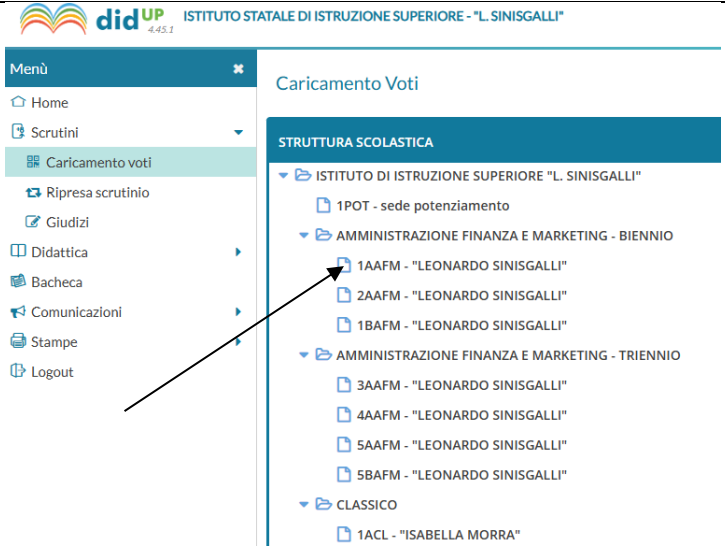 didUP
4.45.1
ISTITUTO STATALE DI ISTRUZIONE SUPERIORE - "L. SINISGALLI"
Menù
Home
Scrutini
Caricamento voti
Ripresa scrutinio
Giudizi
Didattica
Bacheca
Comunicazioni
Stampe
Logout
Caricamento Voti
STRUTTURA SCOLASTICA
ISTITUTO DI ISTRUZIONE SUPERIORE "L. SINISGALLI"
1POT - sede potenziamento
AMMINISTRAZIONE FINANZA E MARKETING - BIENNIO
1AAFM - "LEONARDO SINISGALLI"
2AAFM - "LEONARDO SINISGALLI"
1BAFM - "LEONARDO SINISGALLI"
AMMINISTRAZIONE FINANZA E MARKETING - TRIENNIO
3AAFM - "LEONARDO SINISGALLI"
4AAFM - "LEONARDO SINISGALLI"
5AAFM - "LEONARDO SINISGALLI"
5BAFM - "LEONARDO SINISGALLI"
CLASSICO
1ACL - "ISABELLA MORRA"